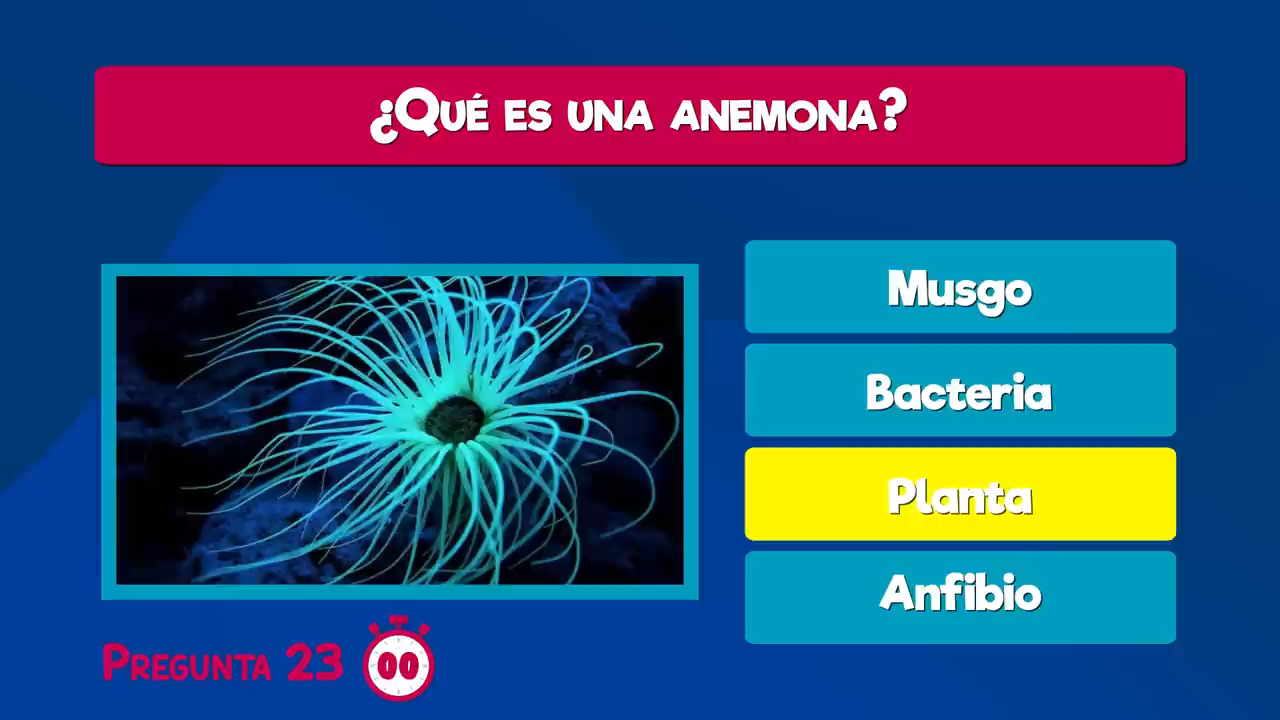 ¿Qué es una anemona?
Musgo
Bacteria
Planta
Anfibio
Pregunta 23
00